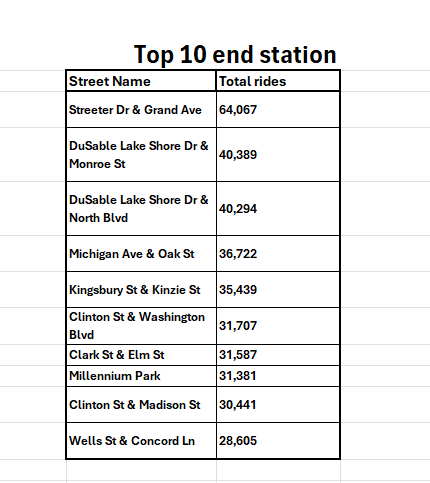 Top 10 end station
Street Name Total rides
Streeter Dr & Grand Ave 64,067
DuSable Lake Shore Dr &
Monroe St 40,389
DuSable Lake Shore Dr &
North Blvd 40,294
Michigan Ave & Oak St 36,722
Kingsbury St & Kinzie St 35,439
Clinton St & Washington
Blvd 31,707
Clark St & Elm St 31,587
Millennium Park 31,381
Clinton St & Madison St 30,441
Wells St & Concord Ln 28,605